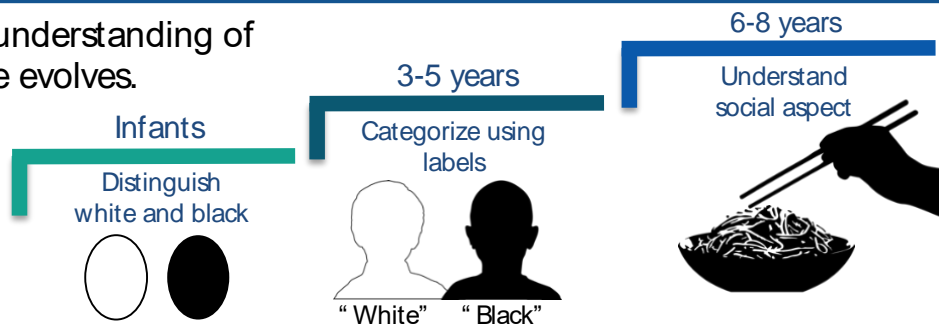 understanding of
e evolves.
Infants
Distinguish
white and black
3-5 years
Categorize using
labels
“ White” “ Black”
6-8 years
Understand
social aspect